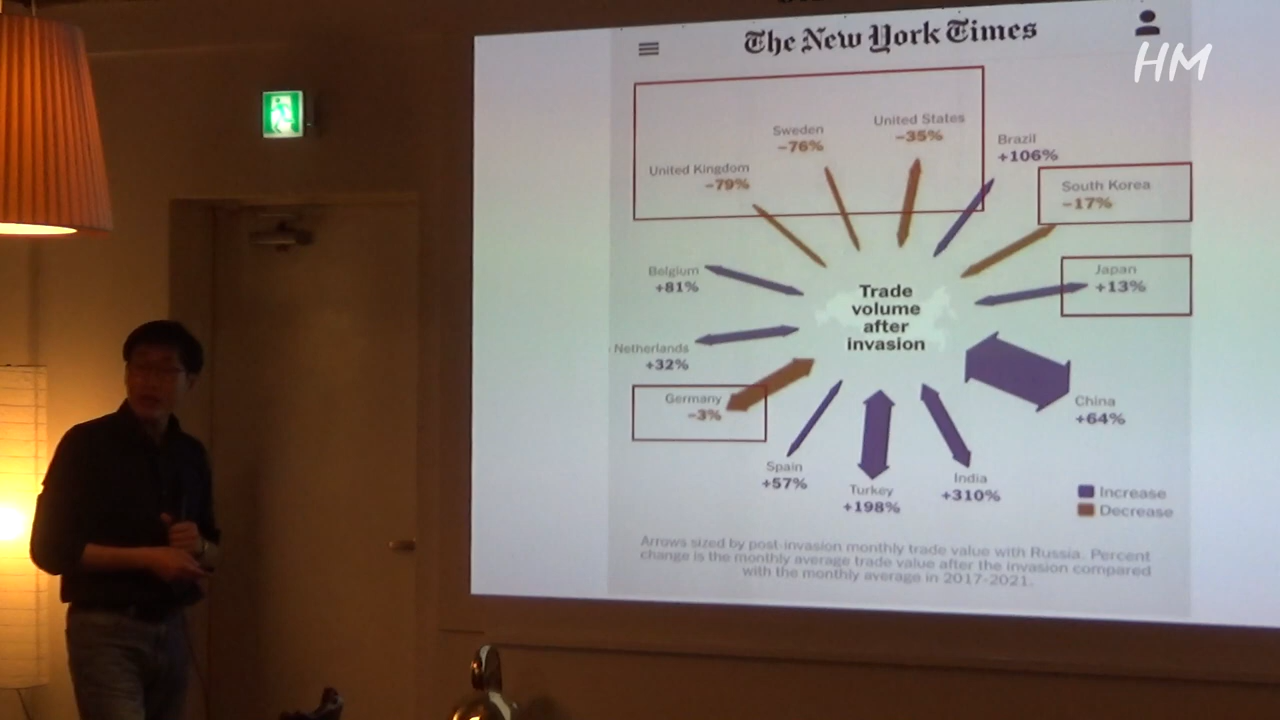 The New York Times
HM
United States
-35%
Sweden
-76%
Brazil
+106%
United Kingdom
-79%
South Korea
-17%
Belgium
+81%
Japan
+13%
Trade
volume
after
invasion
Netherlands
+32%
Germany
-3%
China
+64%
Spain
+57%
Turkey
+198%
India
+310%
Increase
Decrease
Arrows sized by post-invasion monthly trade value with Russia. Percent
change is the monthly average trade value after the invasion compared
with the monthly average in 2017-2021.